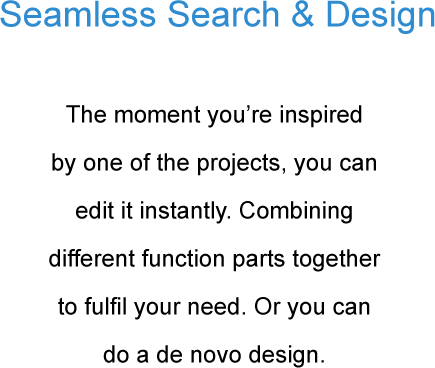 Seamless Search & Design
The moment you’re inspired
by one of the projects, you can
edit it instantly. Combining
different function parts together
to fulfil your need. Or you can
do a de novo design.